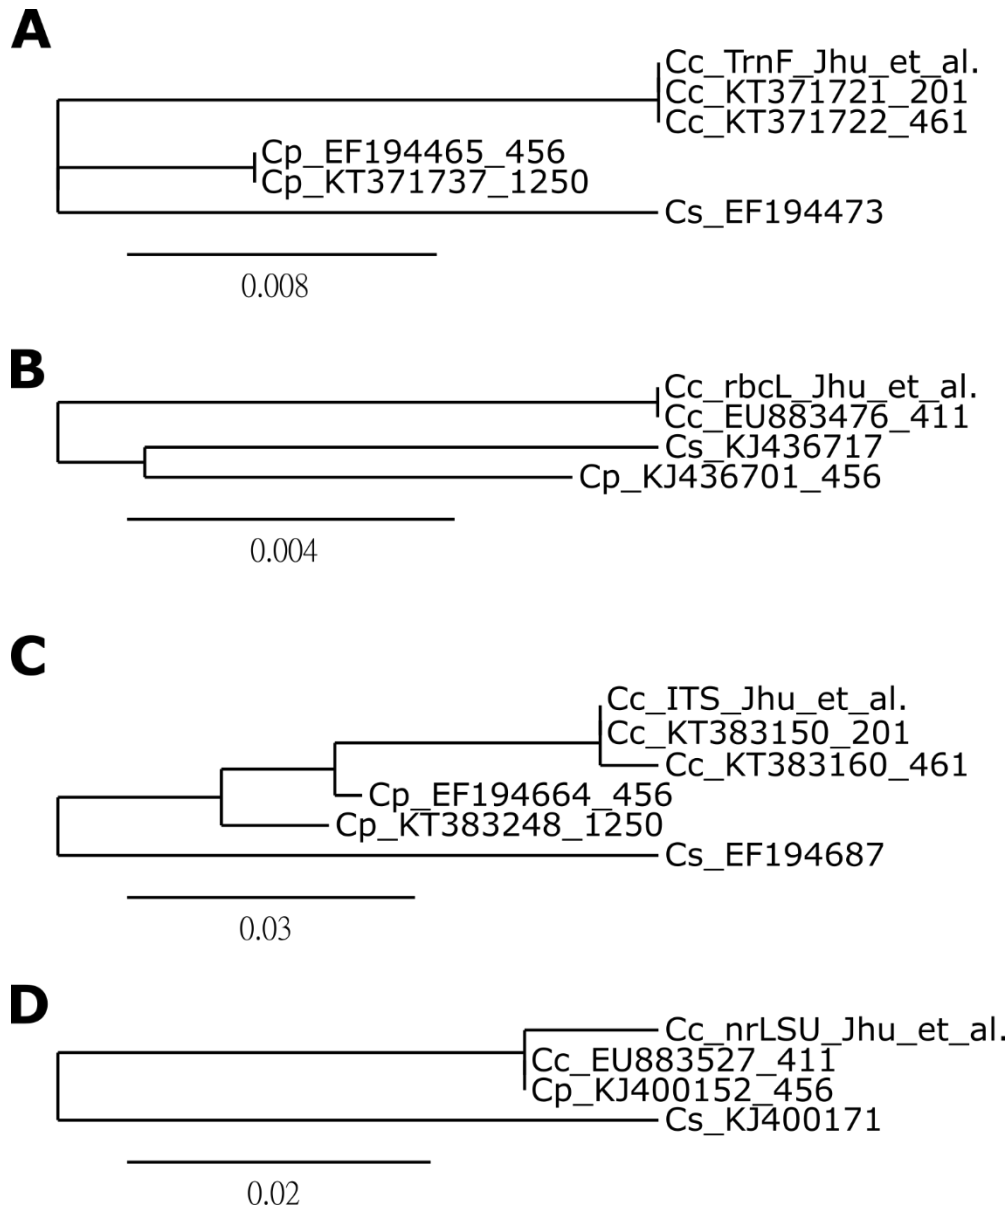 A
Cc_TrnF_Jhu_et_al.
Cc_KT371721_201
Cc_KT371722_461
Cp_EF194465_456
Cp_KT371737_1250
Cs_EF194473
0.008
B
Cc_rbcL_Jhu_et_al.
Cc_EU883476_411
Cs_KJ436717
Cp_KJ436701_456
0.004
C
Cc_ITS_Jhu_et_al.
Cc_KT383150_201
Cc_KT383160_461
Cp_EF194664_456
Cp_KT383248_1250
Cs_EF194687
0.03
D
Cc_nrLSU_Jhu_et_al.
Cc_EU883527_411
Cp_KJ400152_456
Cs_KJ400171
0.02